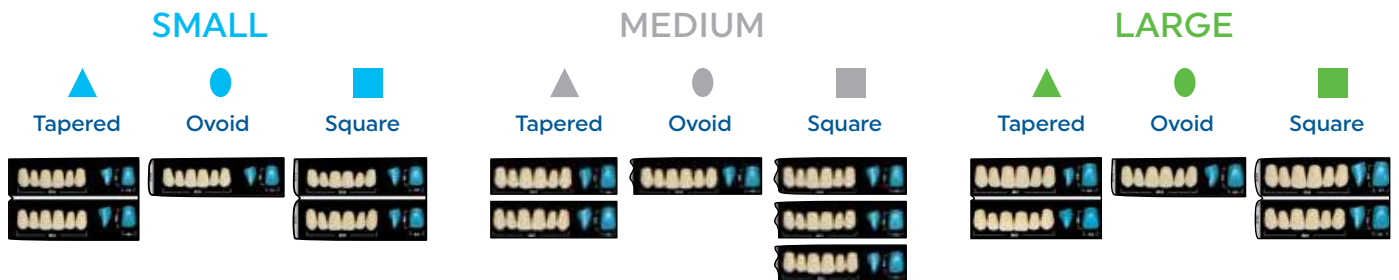 SMALL
MEDIUM
LARGE
Tapered
Ovoid
Square
Tapered
Ovoid
Square
Tapered
Ovoid
Square